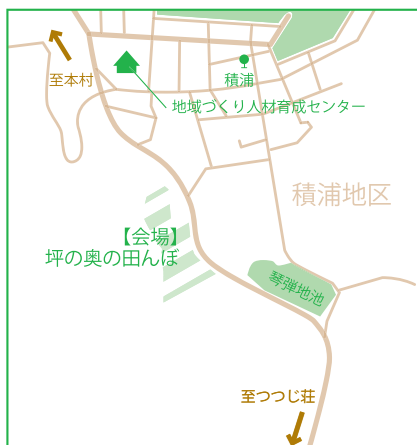 至本村
積浦
地域づくり人材育成センター
積浦地区
【会場】
坪の奥の田んぼ
琴弾地池
至つつじ荘